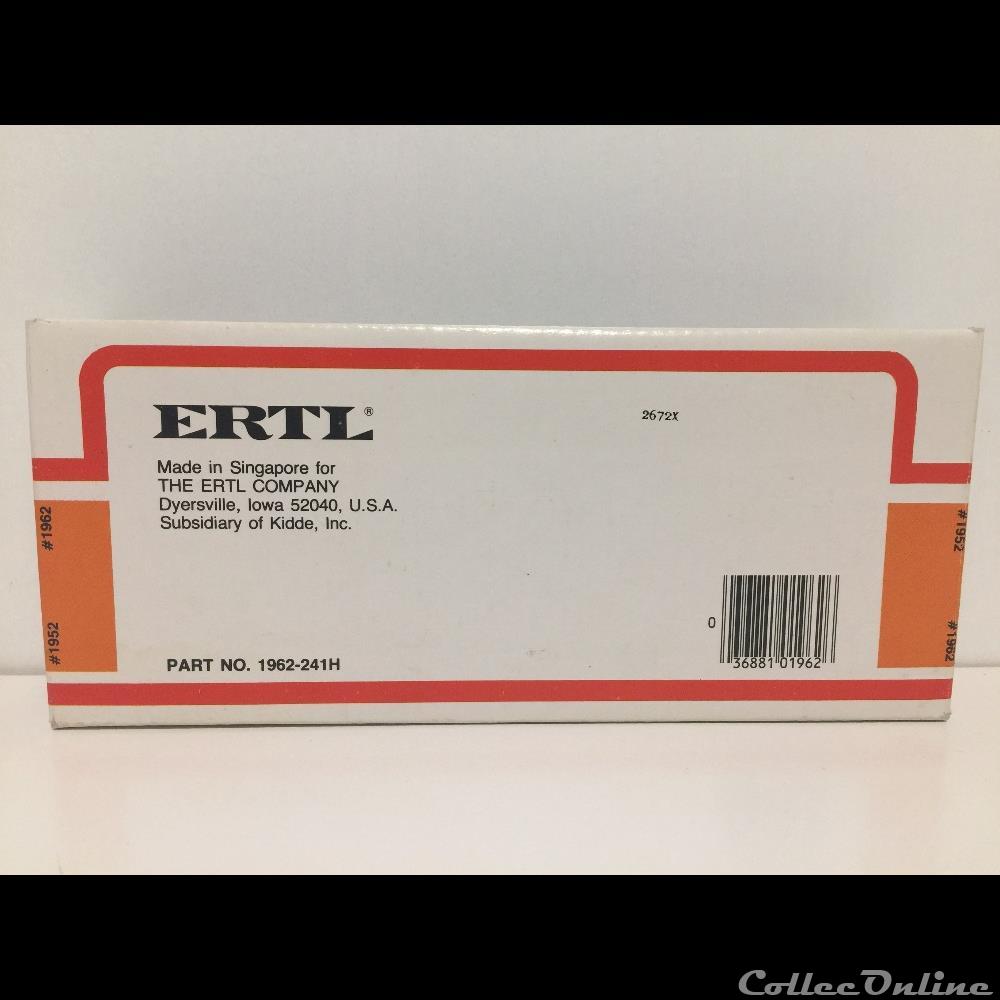 ERTL®
2672X
Made in Singapore for
THE ERTL COMPANY
Dyersville, Iowa 52040, U.S.A.
Subsidiary of Kidde, Inc.
#1962
#1952
#1952
#1962
0
36881 01962
PART NO. 1962-241H
CollecOnline